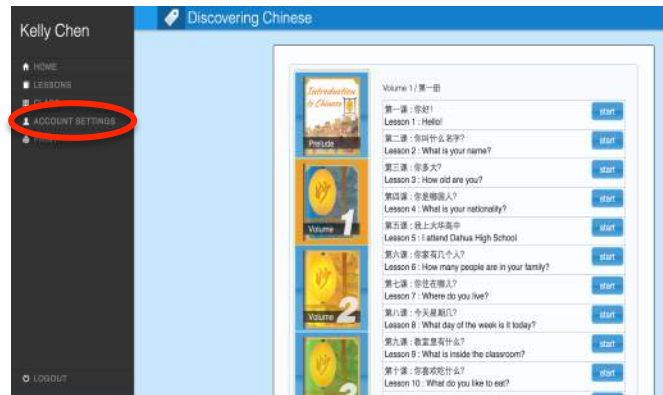 Kelly Chen
HOME
LESSONS
ACCOUNT SETTINGS
PRINT
LOGOUT
Discovering Chinese
Introduction
to Chinese
Prelude
Volume 1
Volume 2
Volume 1 / 第一册
第一课：你好！
Lesson 1 : Hello!
start
第二课：你叫什么名字？
Lesson 2 : What is your name?
start
第三课：你多大？
Lesson 3 : How old are you?
start
第四课：你是哪国人？
Lesson 4 : What is your nationality?
start
第五课：我上大华高中
Lesson 5 : I attend Dahua High School
start
第六课：你家有几个人？
Lesson 6 : How many people are in your family?
start
第七课：你住在哪儿？
Lesson 7 : Where do you live?
start
第八课：今天星期几？
Lesson 8 : What day of the week is it today?
start
第九课：教室里有什么？
Lesson 9 : What is inside the classroom?
start
第十课：你喜欢吃什么？
Lesson 10 : What do you like to eat?
start